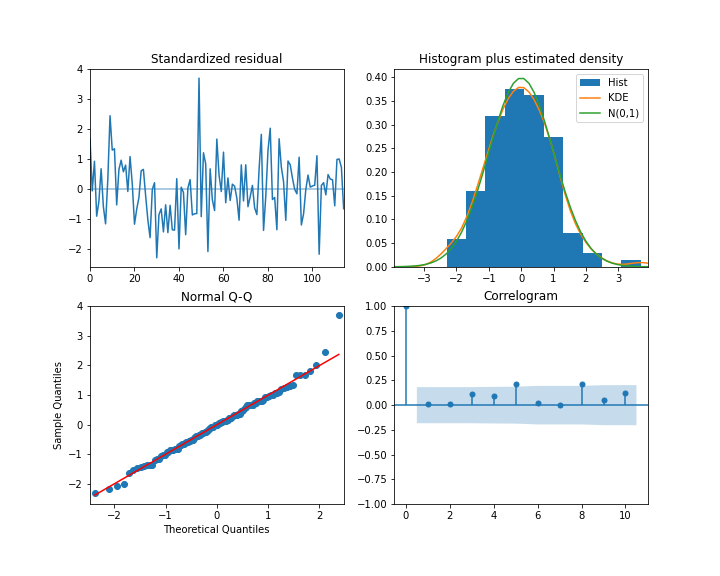 Standardized residual
4
3
2
1
0
−1
−2
0 20 40 60 80 100
Histogram plus estimated density
Hist
KDE
N(0,1)
0.40
0.35
0.30
0.25
0.20
0.15
0.10
0.05
0.00
−3 −2 −1 0 1 2 3
Normal Q-Q
Sample Quantiles
4
3
2
1
0
−1
−2
−2 −1 0 1 2
Theoretical Quantiles
Correlogram
1.00
0.75
0.50
0.25
0.00
−0.25
−0.50
−0.75
−1.00
0 2 4 6 8 10